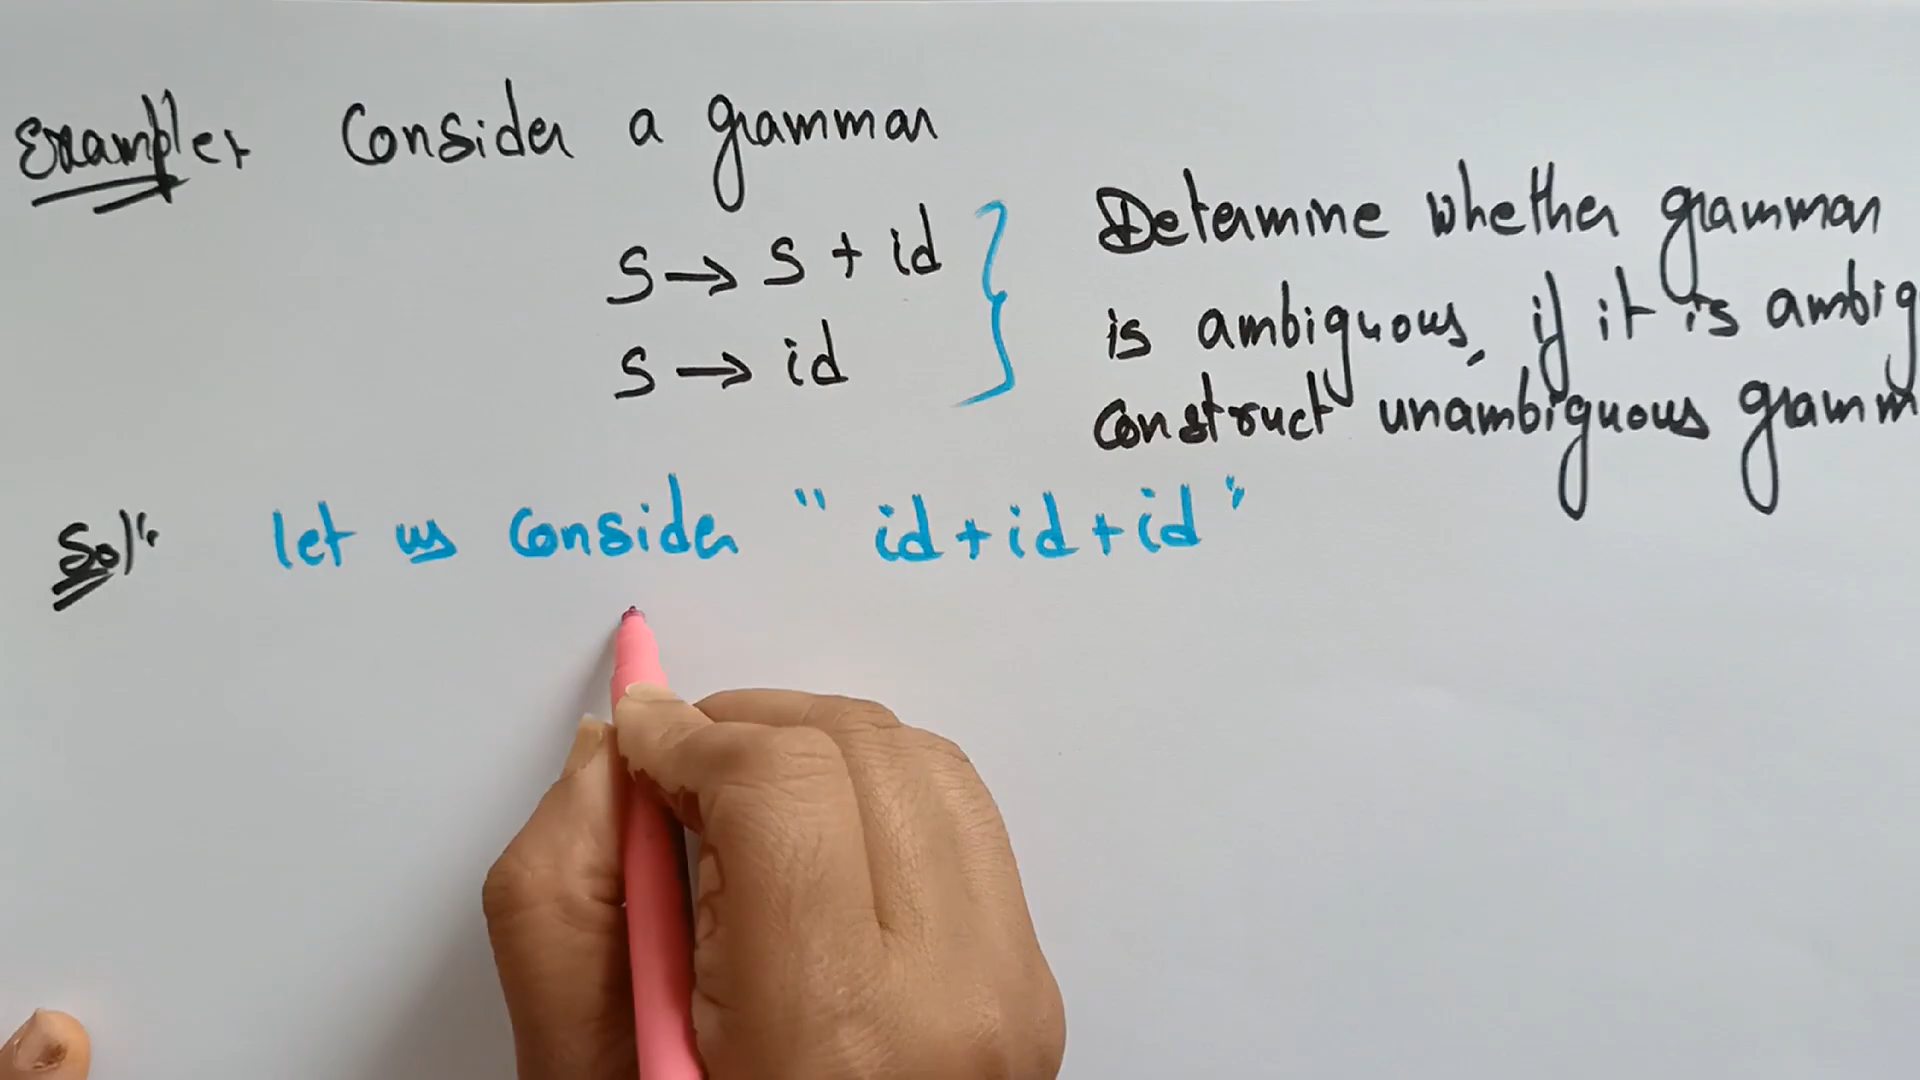 Example: Consider a grammar
S → S + id
S → id
Determine whether grammar
is ambiguous, if it is ambig
construct unambiguous gramm
Sol": let us consider " id + id + id "